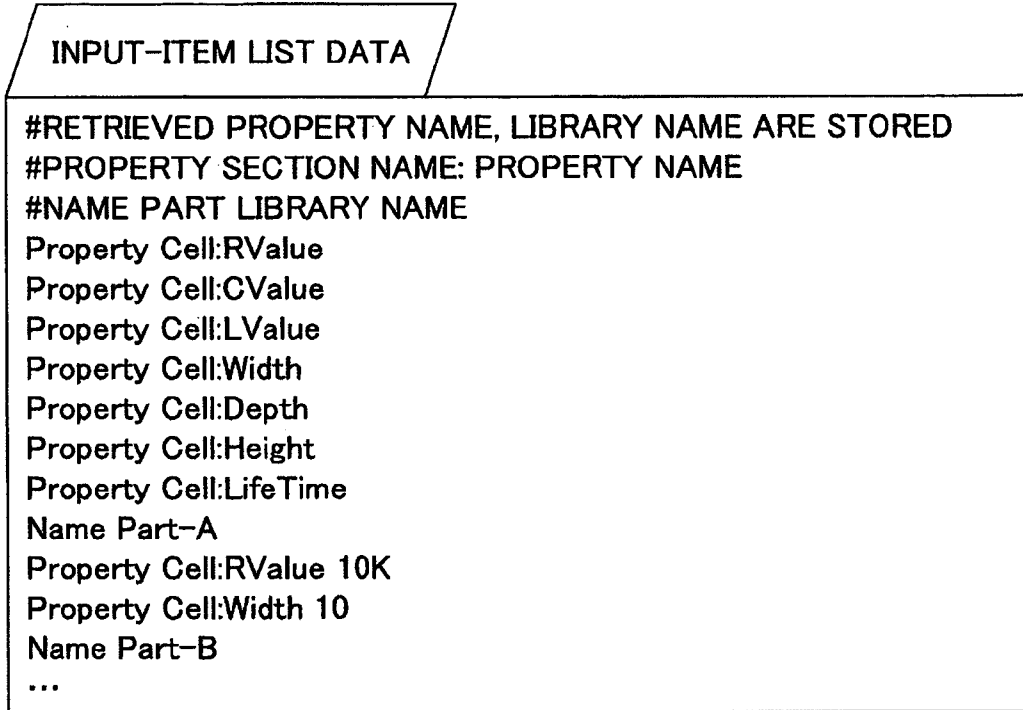 INPUT-ITEM LIST DATA
#RETRIEVED PROPERTY NAME, LIBRARY NAME ARE STORED
#PROPERTY SECTION NAME: PROPERTY NAME
#NAME PART LIBRARY NAME
Property Cell:RValue
Property Cell:CValue
Property Cell:LValue
Property Cell:Width
Property Cell:Depth
Property Cell:Height
Property Cell:LifeTime
Name Part-A
Property Cell:RValue 10K
Property Cell:Width 10
Name Part-B
...